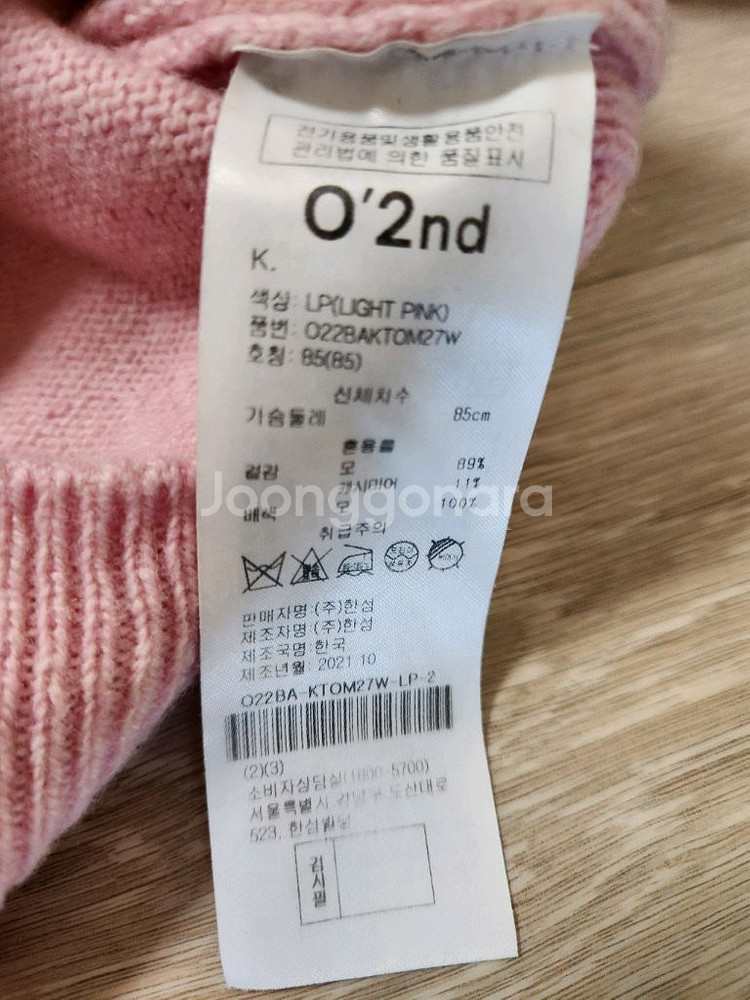 전기용품및생활용품안전
관리법에 의한 품질표시
O'2nd
K.
색상: LP(LIGHT PINK)
품번: O22BAKTOM27W
호칭: 85(85)
신체치수
가슴둘레 85cm
혼용률
겉감 모 89%
캐시미어 11%
배색 모 100%
Joonggonara
취급주의
판매자명:(주)한섬
제조자명:(주)한섬
제조국명:한국
제조년월: 2021 10
O22BA-KTOM27W-LP-2
(2)(3)
소비자상담실(1800-5700)
서울특별시 강남구 도산대로
523, 한섬빌딩
검사필